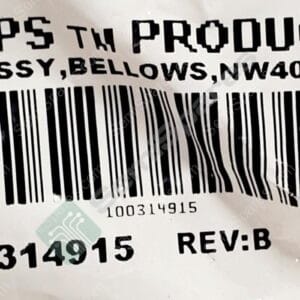 PS TM PRODU
SSY,BELLOWS,NW40
100314915
314915 REV:B